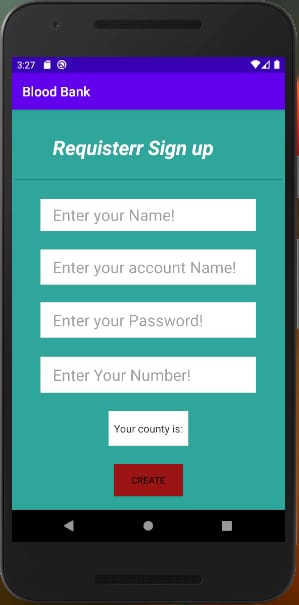 3:27
Blood Bank
Requisterr Sign up
Enter your Name!
Enter your account Name!
Enter your Password!
Enter Your Number!
Your county is:
CREATE